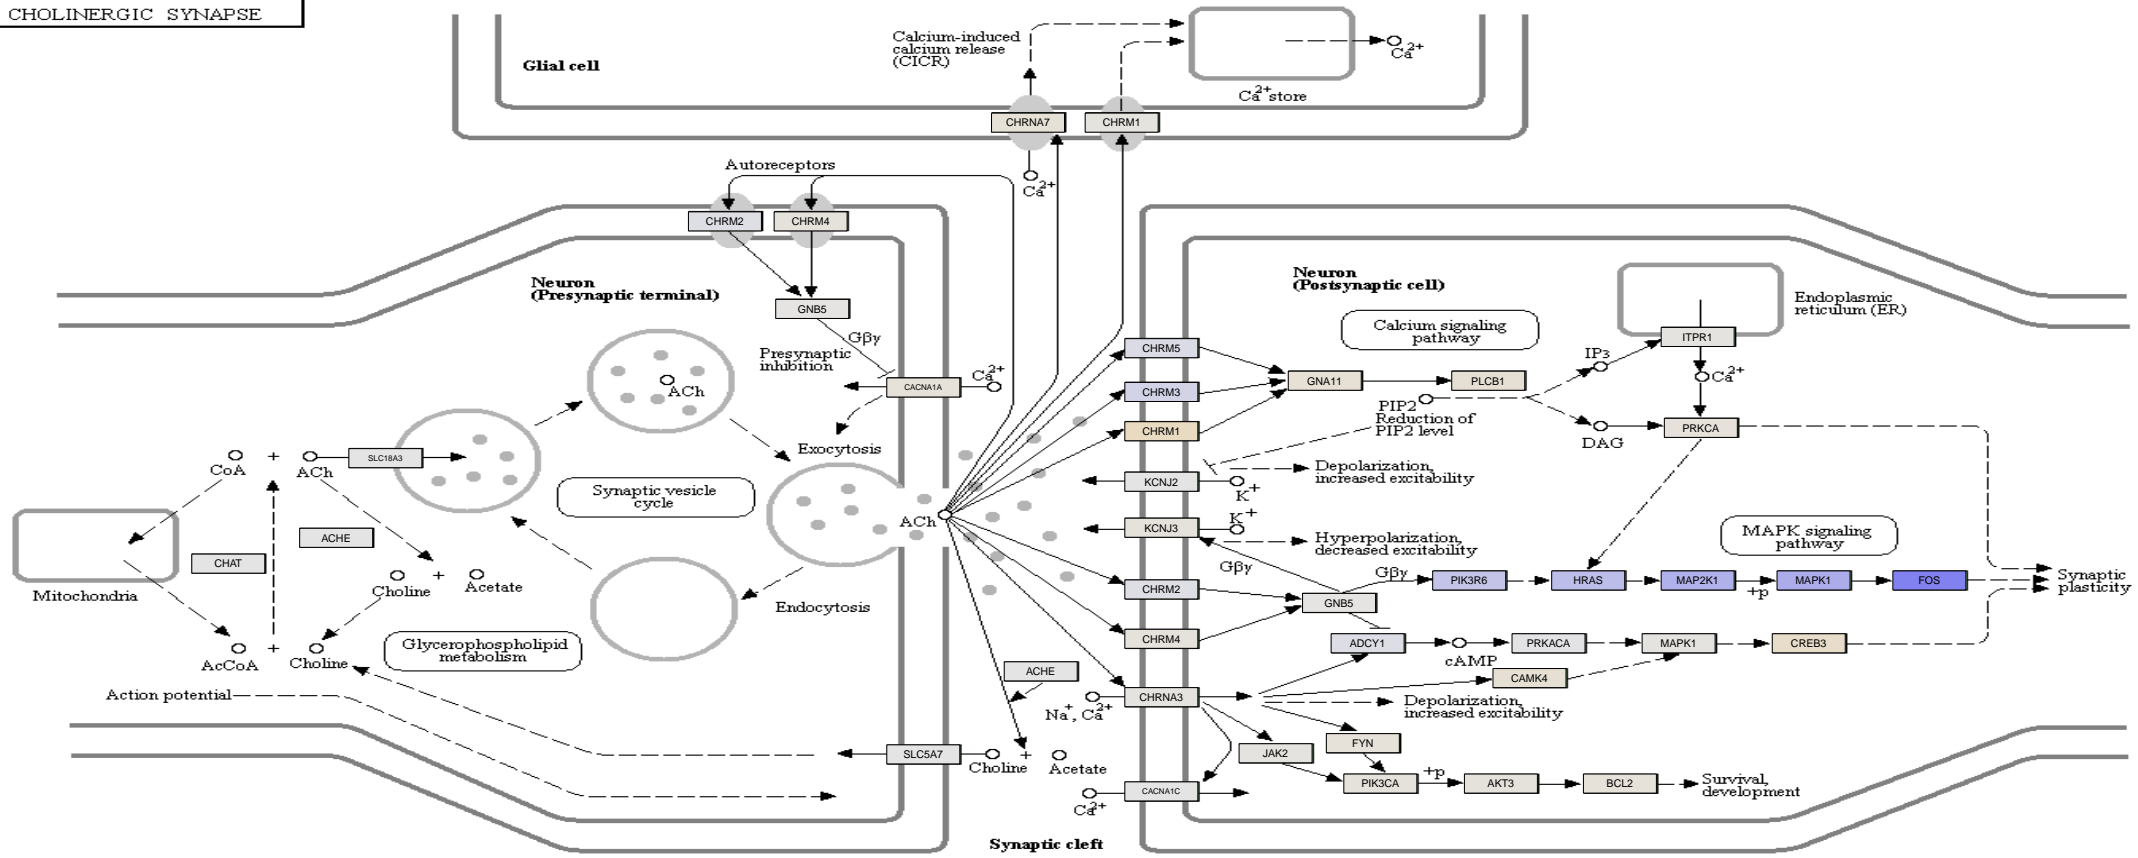 CHOLINERGIC SYNAPSE
Glial cell
Calcium-induced
calcium release
(CICR)
Ca2+
Ca2+ store
CHRNA7
CHRM1
Ca2+
Autoreceptors
CHRM2
CHRM4
Neuron
(Presynaptic terminal)
GNB5
Gβγ
Presynaptic
inhibition
CACNA1A
Ca2+
ACh
Exocytosis
CoA
+
ACh
SLC18A3
Synaptic vesicle
cycle
ACh
ACHE
CHAT
Mitochondria
Choline
+
Acetate
Endocytosis
AcCoA
+
Choline
Glycerophospholipid
metabolism
Action potential
SLC5A7
Choline
+
Acetate
ACHE
Synaptic cleft
Neuron
(Postsynaptic cell)
Endoplasmic
reticulum (ER)
Calcium signaling
pathway
ITPR1
IP3
Ca2+
CHRM5
CHRM3
GNA11
PLCB1
PIP2
Reduction of
PIP2 level
DAG
PRKCA
CHRM1
Depolarization,
increased excitability
KCNJ2
K+
KCNJ3
K+
Hyperpolarization,
decreased excitability
MAPK signaling
pathway
Gβγ
Gβγ
CHRM2
GNB5
PIK3R6
HRAS
MAP2K1
+p
MAPK1
FOS
Synaptic
plasticity
CHRM4
ADCY1
cAMP
PRKACA
MAPK1
CREB3
CAMK4
CHRNA3
Na+, Ca2+
Depolarization,
increased excitability
JAK2
FYN
PIK3CA
+p
AKT3
BCL2
Survival,
development
CACNA1C
Ca2+